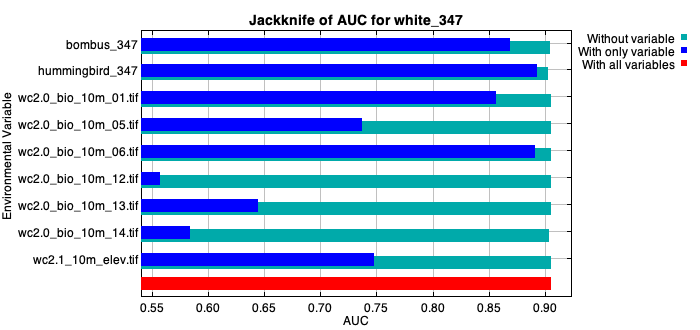 Jackknife of AUC for white_347
Without variable
With only variable
With all variables
Environmental Variable
bombus_347
hummingbird_347
wc2.0_bio_10m_01.tif
wc2.0_bio_10m_05.tif
wc2.0_bio_10m_06.tif
wc2.0_bio_10m_12.tif
wc2.0_bio_10m_13.tif
wc2.0_bio_10m_14.tif
wc2.1_10m_elev.tif
0.55 0.60 0.65 0.70 0.75 0.80 0.85 0.90
AUC